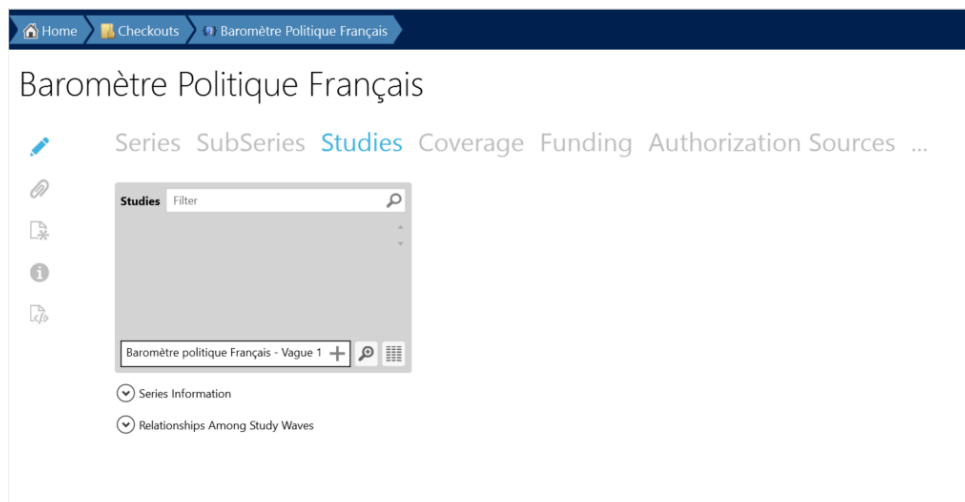 Home Checkouts Baromètre Politique Français
Baromètre Politique Français
Series SubSeries Studies Coverage Funding Authorization Sources ...
Studies Filter
Baromètre politique Français - Vague 1
Series Information
Relationships Among Study Waves